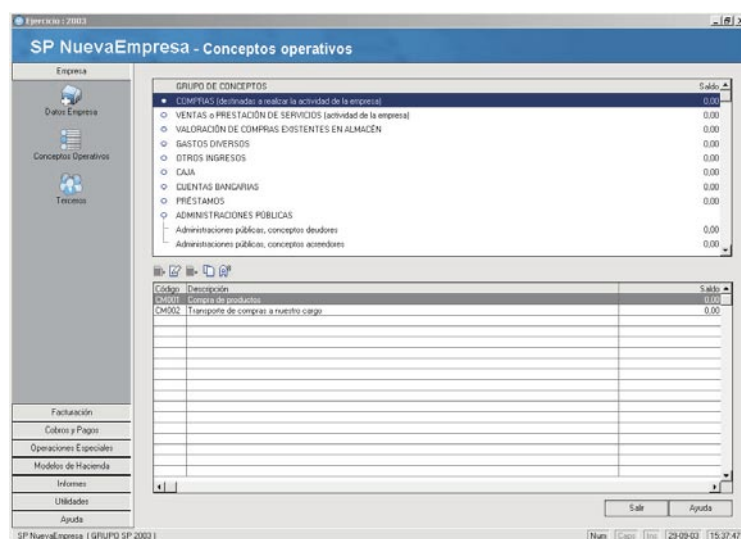 Ejercicio : 2003
SP NuevaEmpresa - Conceptos operativos
Empresa
Datos Empresa
Conceptos Operativos
Terceros
Facturación
Cobros y Pagos
Operaciones Especiales
Modelos de Hacienda
Informes
Utilidades
Ayuda
GRUPO DE CONCEPTOS Saldo
COMPRAS (destinadas a realizar la actividad de la empresa) 0,00
VENTAS o PRESTACIÓN DE SERVICIOS (actividad de la empresa) 0,00
VALORACIÓN DE COMPRAS EXISTENTES EN ALMACÉN 0,00
GASTOS DIVERSOS 0,00
OTROS INGRESOS 0,00
CAJA 0,00
CUENTAS BANCARIAS 0,00
PRÉSTAMOS 0,00
ADMINISTRACIONES PÚBLICAS
Administraciones públicas, conceptos deudores 0,00
Administraciones públicas, conceptos acreedores 0,00
Código Descripción Saldo
CM001 Compra de productos 0,00
CM002 Transporte de compras a nuestro cargo 0,00
Salir Ayuda
SP NuevaEmpresa ( GRUPO SP 2003 ) Num Caps Ins 29-09-03 15:37:47